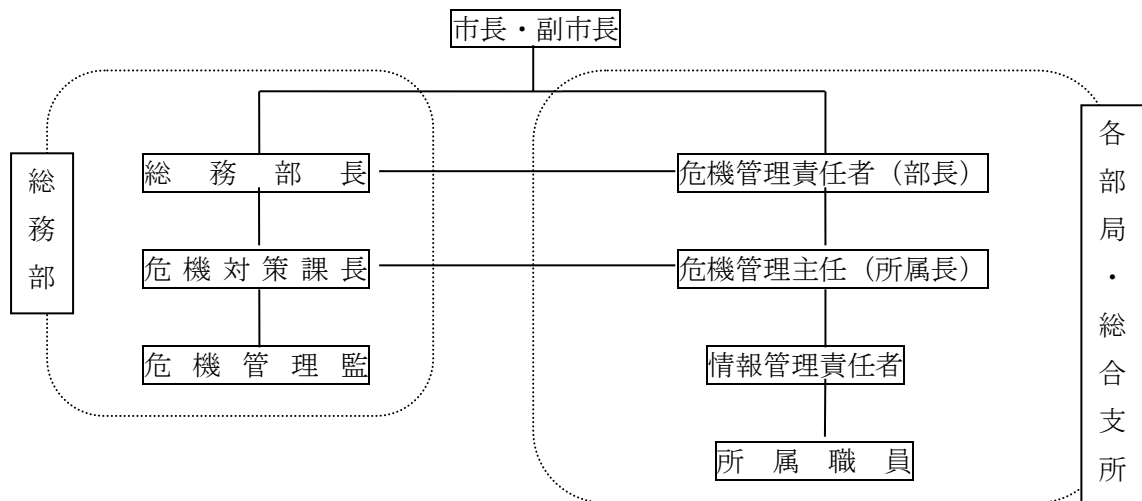 市長・副市長
総務部
総務部長
危機管理責任者（部長）
危機対策課長
危機管理主任（所属長）
危機管理監
情報管理責任者
所属職員
各部局・総合支所